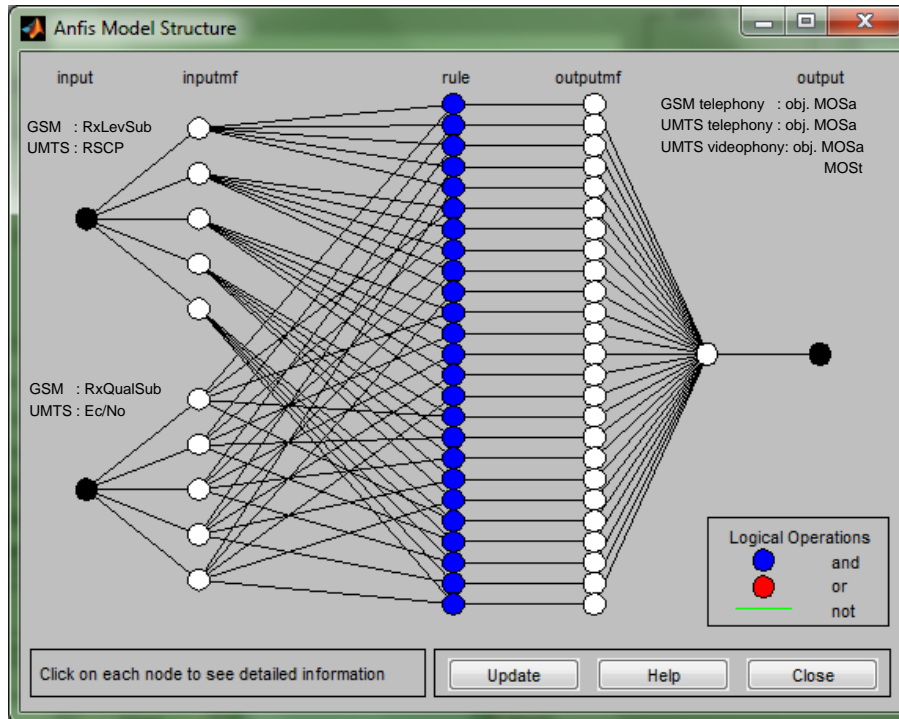 Anfis Model Structure
input inputmf rule outputmf output
GSM : RxLevSub
UMTS : RSCP
GSM telephony : obj. MOSa
UMTS telephony : obj. MOSa
UMTS videophony: obj. MOSa
MOSt
GSM : RxQualSub
UMTS : Ec/No
Logical Operations
and
or
not
Click on each node to see detailed information
Update Help Close